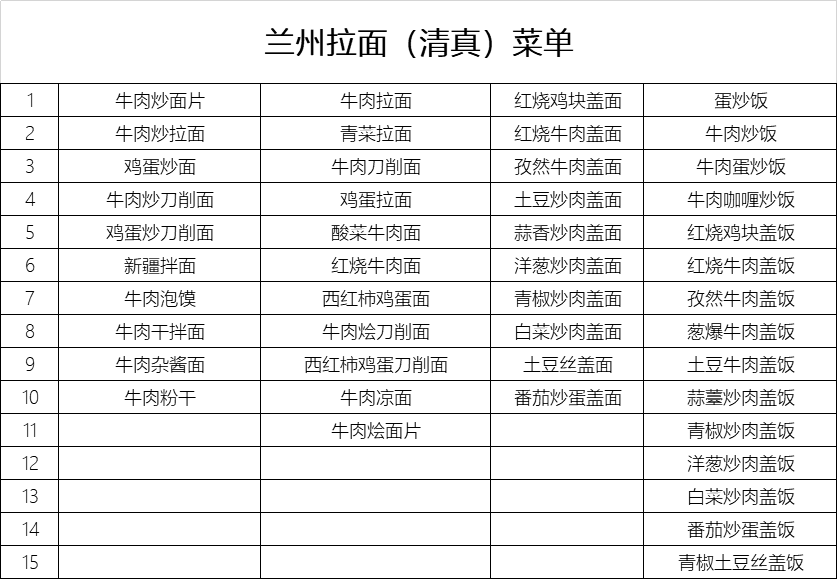 兰州拉面（清真）菜单
1 牛肉炒面片 牛肉拉面 红烧鸡块盖面 蛋炒饭
2 牛肉炒拉面 青菜拉面 红烧牛肉盖面 牛肉炒饭
3 鸡蛋炒面 牛肉刀削面 孜然牛肉盖面 牛肉蛋炒饭
4 牛肉炒刀削面 鸡蛋拉面 土豆炒肉盖面 牛肉咖喱炒饭
5 鸡蛋炒刀削面 酸菜牛肉面 蒜香炒肉盖面 红烧鸡块盖饭
6 新疆拌面 红烧牛肉面 洋葱炒肉盖面 红烧牛肉盖饭
7 牛肉泡馍 西红柿鸡蛋面 青椒炒肉盖面 孜然牛肉盖饭
8 牛肉干拌面 牛肉烩刀削面 白菜炒肉盖面 葱爆牛肉盖饭
9 牛肉杂酱面 西红柿鸡蛋刀削面 土豆丝盖面 土豆牛肉盖饭
10 牛肉粉干 牛肉凉面 番茄炒蛋盖面 蒜薹炒肉盖饭
11 牛肉烩面片 青椒炒肉盖饭
12 洋葱炒肉盖饭
13 白菜炒肉盖饭
14 番茄炒蛋盖饭
15 青椒土豆丝盖饭